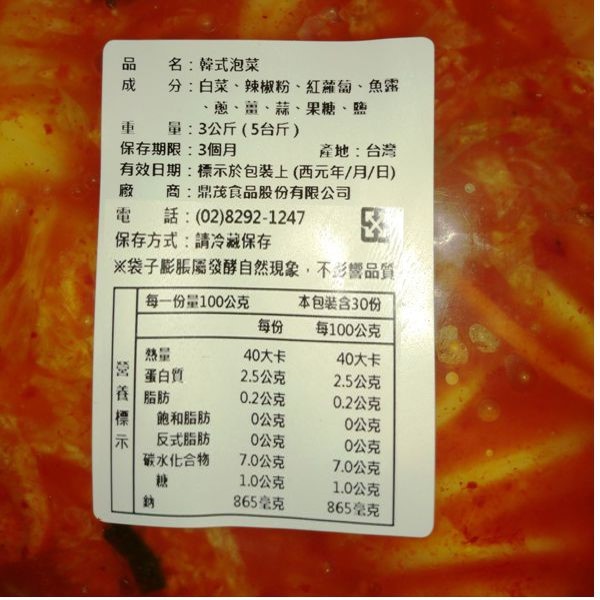 品　　名：韓式泡菜
成　　分：白菜、辣椒粉、紅蘿蔔、魚露
、蔥、薑、蒜、果糖、鹽
重　　量：3公斤(5台斤)
保存期限：3個月　　產地：台灣
有效日期：標示於包裝上(西元年/月/日)
廠　　商：鼎茂食品股份有限公司
電　　話：(02)8292-1247
保存方式：請冷藏保存
※袋子膨脹屬發酵自然現象，不影響品質
營養標示
每一份量100公克　　本包裝含30份
每份　　每100公克
熱量　　40大卡　　40大卡
蛋白質　　2.5公克　　2.5公克
脂肪　　0.2公克　　0.2公克
飽和脂肪　　0公克　　0公克
反式脂肪　　0公克　　0公克
碳水化合物　　7.0公克　　7.0公克
糖　　1.0公克　　1.0公克
鈉　　865毫克　　865毫克